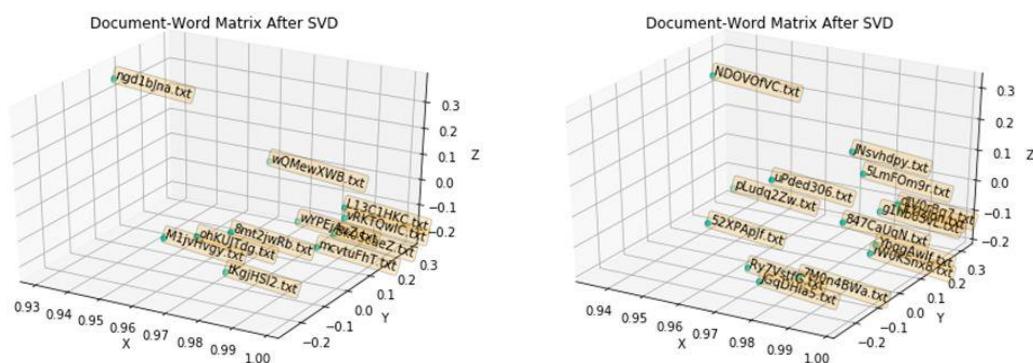 Document-Word Matrix After SVD
ngd1bJna.txt
wQMewXWB.txt
L13C1HKC.txt
VRKTQwIC.txt
8mt2jwRb.txt
ohKUJTdg.txt
M1jvHvgy.txt
mcvtuFhT.txt
tKgjHSl2.txt
0.3
0.2
0.1
0.0
-0.1
-0.2
Z
0.93 0.94 0.95 0.96 0.97 0.98 0.99 1.00
X
-0.2 -0.1 0.0 0.1 0.2 0.3
Y
Document-Word Matrix After SVD
NDOVOfVC.txt
JNsvhdpy.txt
5LmFOm9r.txt
uPded306.txt
pLudq2Zw.txt
847CaUqN.txt
52XPApJf.txt
7M0n4BWa.txt
0.3
0.2
0.1
0.0
-0.1
-0.2
Z
0.94 0.95 0.96 0.97 0.98 0.99
X
-0.2 -0.1 0.0 0.1 0.2 0.3
Y